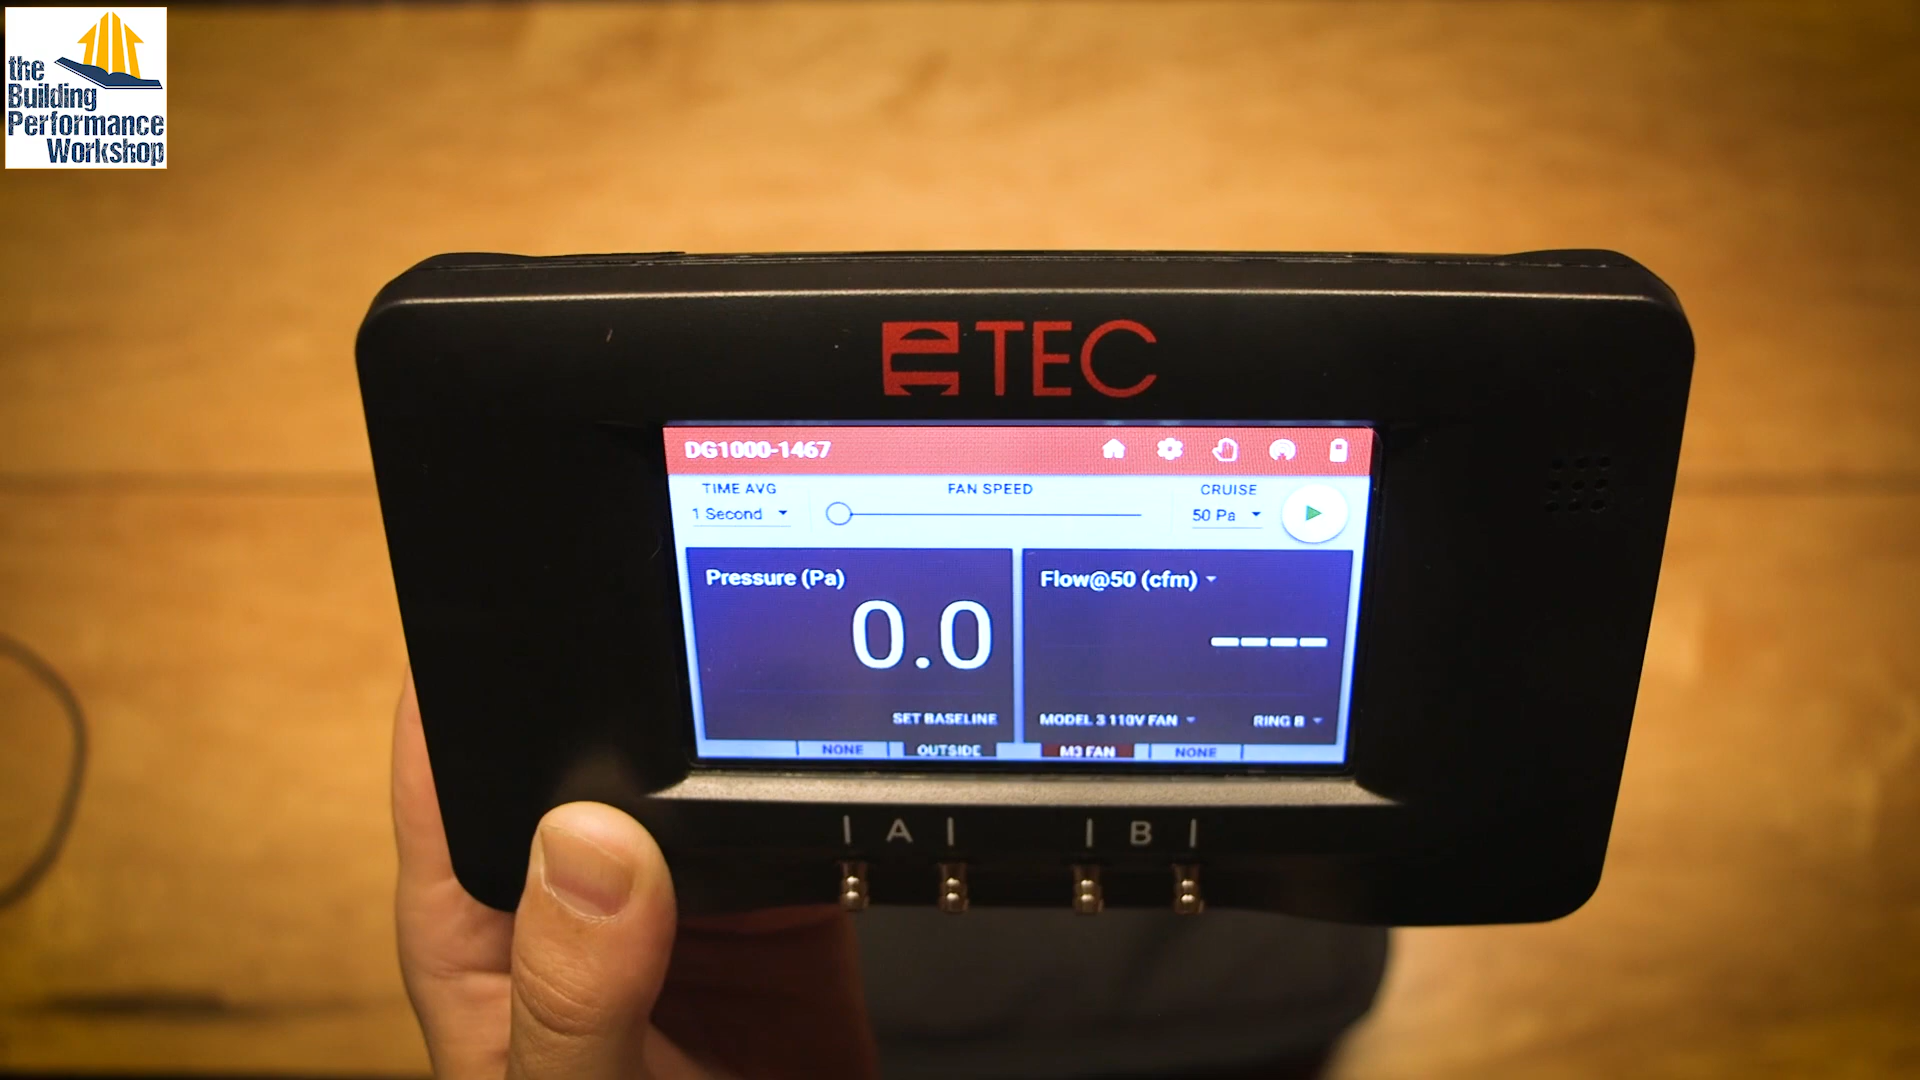 the
Building
Performance
Workshop
TEC
DG1000-1467
TIME AVG
1 Second
FAN SPEED
CRUISE
50 Pa
Pressure (Pa)
0.0
SET BASELINE
Flow@50 (cfm)
----
MODEL 3 110V FAN
RING B
NONE
OUTSIDE
M3 FAN
NONE
A
B